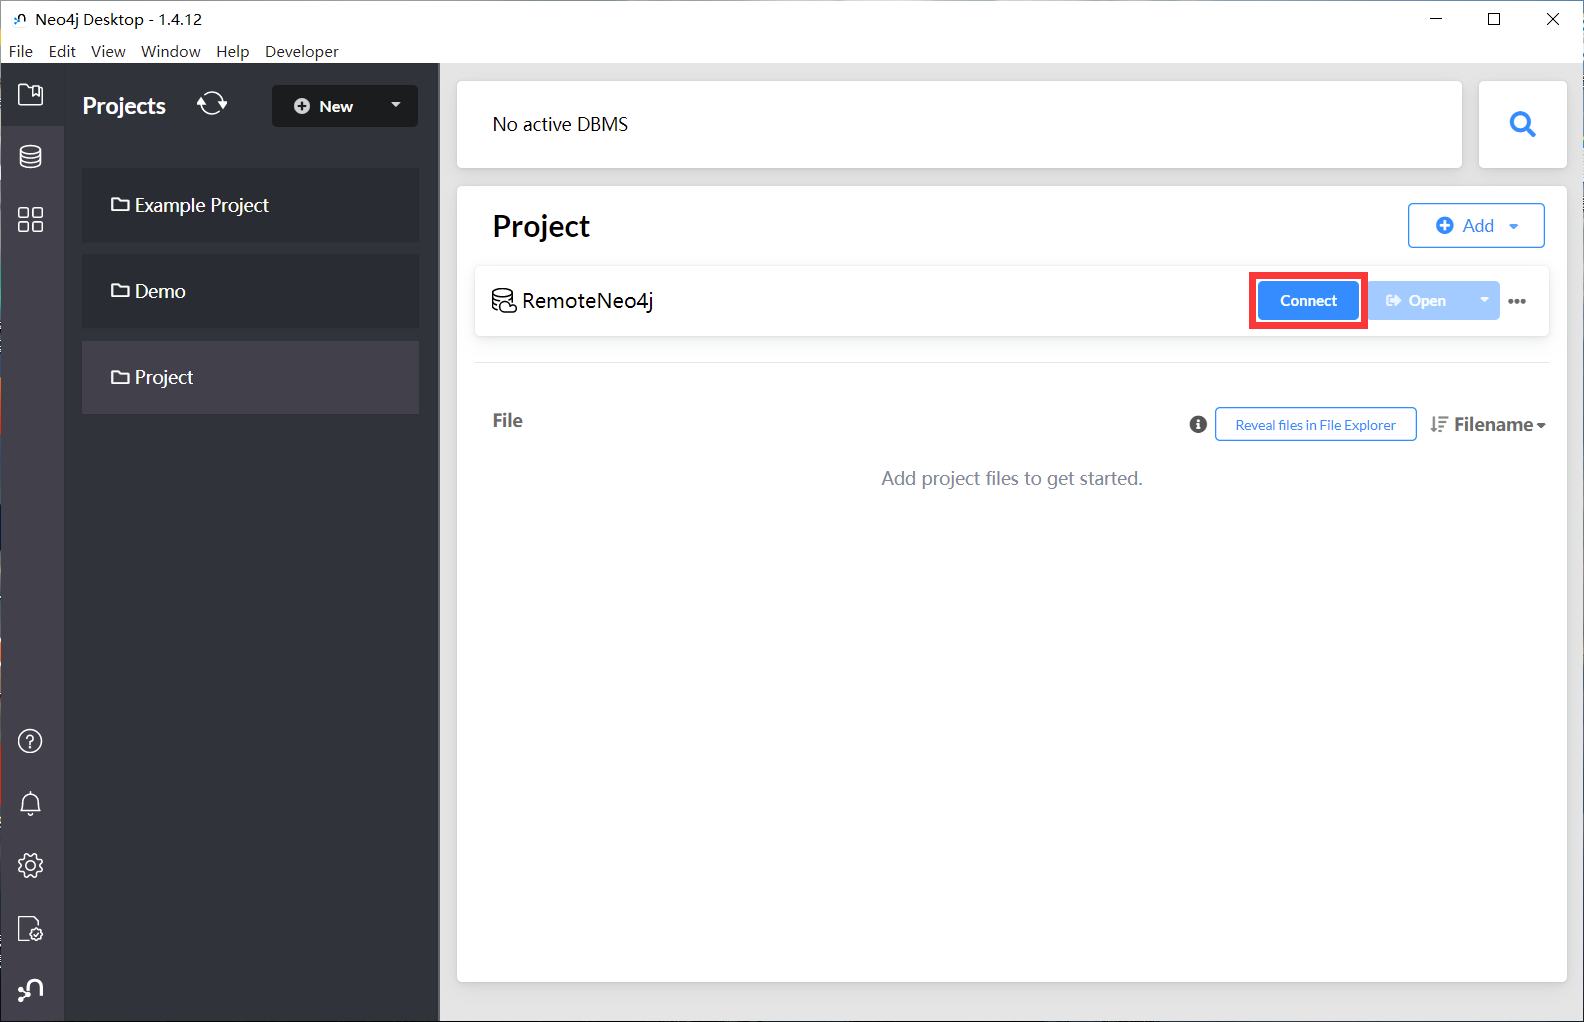 Neo4j Desktop - 1.4.12
File Edit View Window Help Developer
Projects
New
Example Project
Demo
Project
No active DBMS
Project
Add
RemoteNeo4j
Connect
Open
File
Reveal files in File Explorer
Filename
Add project files to get started.